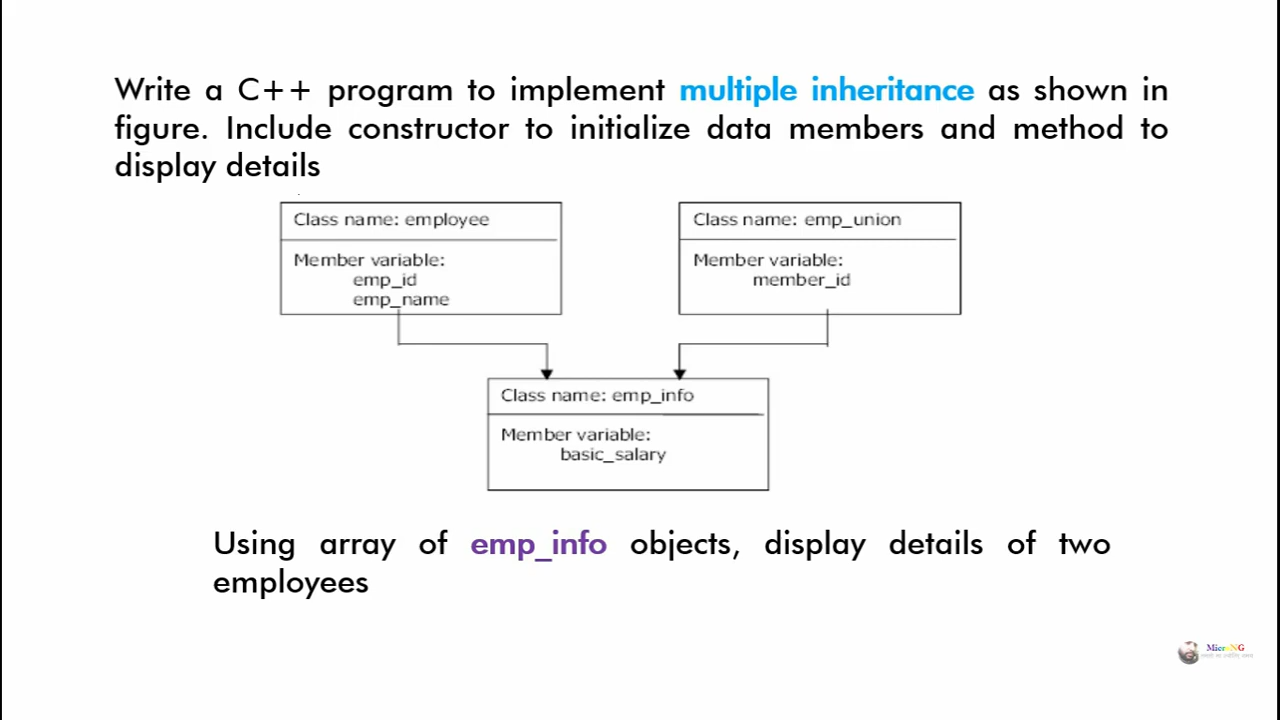 Write a C++ program to implement multiple inheritance as shown in
figure. Include constructor to initialize data members and method to
display details
Class name: employee
Member variable:
emp_id
emp_name
Class name: emp_union
Member variable:
member_id
Class name: emp_info
Member variable:
basic_salary
Using array of emp_info objects, display details of two
employees
MicroNG